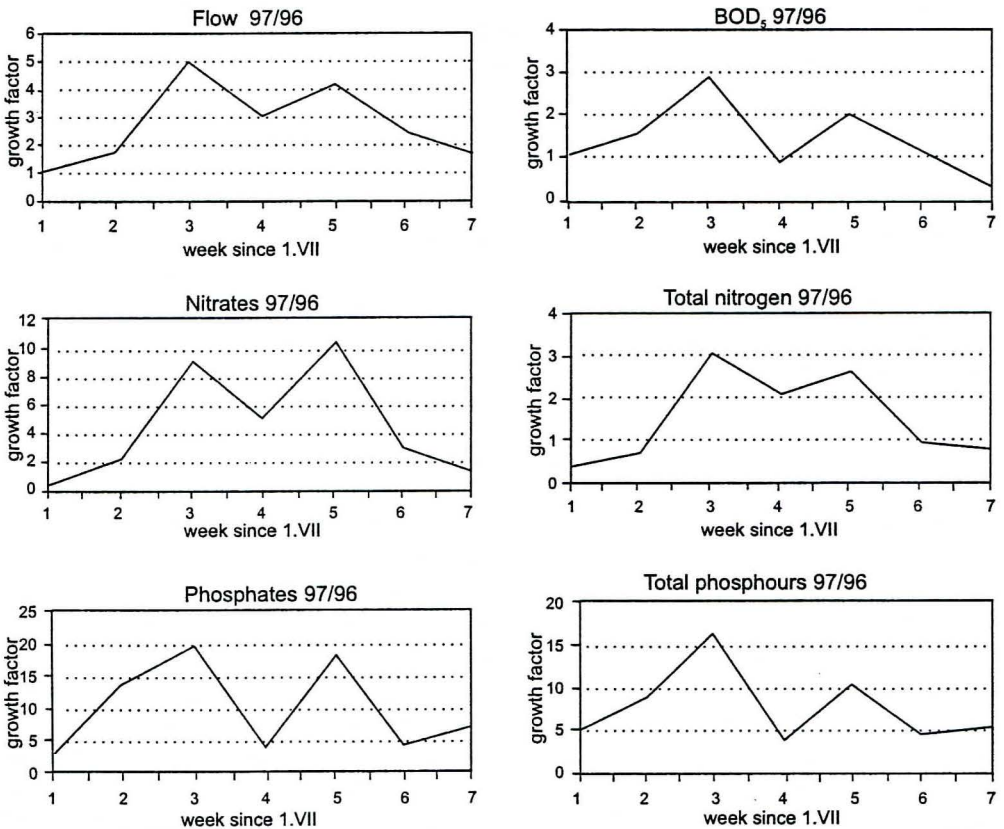 Flow 97/96
6
5
4
3
2
1
0
growth factor
1 2 3 4 5 6 7
week since 1.VII
BOD₅ 97/96
4
3
2
1
0
growth factor
1 2 3 4 5 6 7
week since 1.VII
Nitrates 97/96
12
10
8
6
4
2
0
growth factor
1 2 3 4 5 6 7
week since 1.VII
Total nitrogen 97/96
4
3
2
1
0
growth factor
1 2 3 4 5 6 7
week since 1.VII
Phosphates 97/96
25
20
15
10
5
0
growth factor
1 2 3 4 5 6 7
week since 1.VII
Total phosphours 97/96
20
15
10
5
0
growth factor
1 2 3 4 5 6 7
week since 1.VII